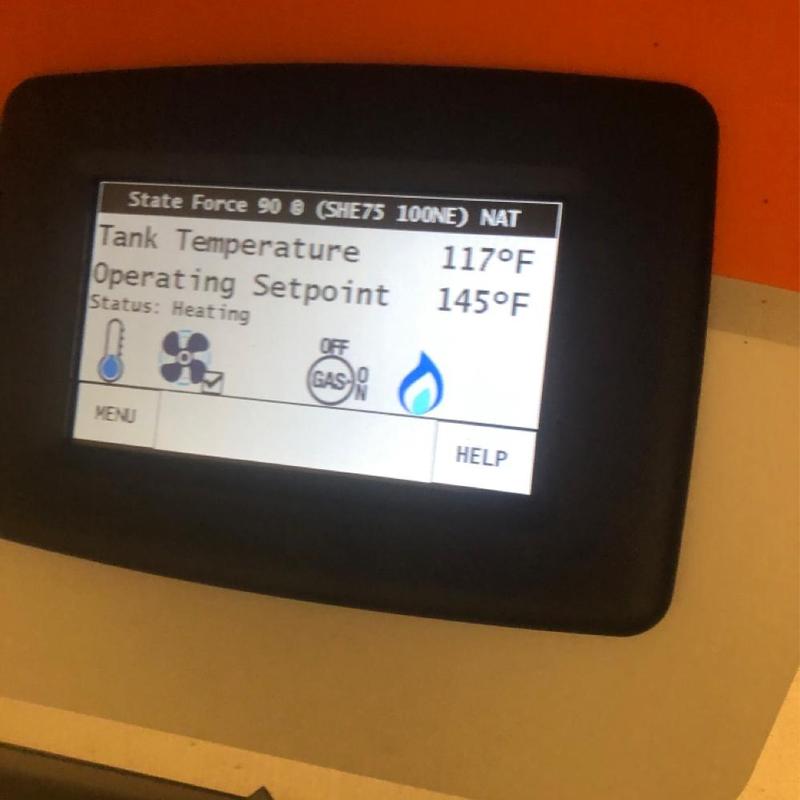 State Force 90 ® (SHE75 100NE) NAT
Tank Temperature 117°F
Operating Setpoint 145°F
Status: Heating
OFF
GAS
ON
MENU
HELP